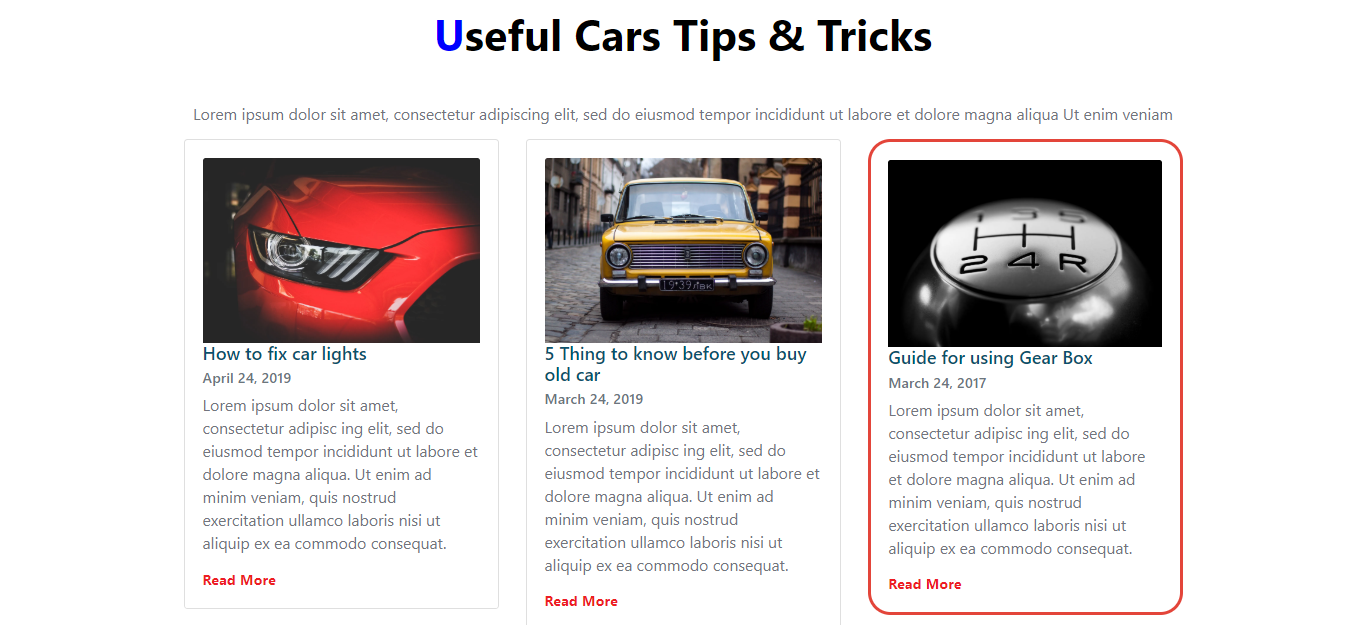 Useful Cars Tips & Tricks
Lorem ipsum dolor sit amet, consectetur adipiscing elit, sed do eiusmod tempor incididunt ut labore et dolore magna aliqua Ut enim veniam
How to fix car lights
April 24, 2019
Lorem ipsum dolor sit amet,
consectetur adipisc ing elit, sed do
eiusmod tempor incididunt ut labore et
dolore magna aliqua. Ut enim ad
minim veniam, quis nostrud
exercitation ullamco laboris nisi ut
aliquip ex ea commodo consequat.
Read More
19*39ЛВК
5 Thing to know before you buy
old car
March 24, 2019
Lorem ipsum dolor sit amet,
consectetur adipisc ing elit, sed do
eiusmod tempor incididunt ut labore et
dolore magna aliqua. Ut enim ad
minim veniam, quis nostrud
exercitation ullamco laboris nisi ut
aliquip ex ea commodo consequat.
Read More
1 3 5
2 4 R
Guide for using Gear Box
March 24, 2017
Lorem ipsum dolor sit amet,
consectetur adipisc ing elit, sed do
eiusmod tempor incididunt ut labore
et dolore magna aliqua. Ut enim ad
minim veniam, quis nostrud
exercitation ullamco laboris nisi ut
aliquip ex ea commodo consequat.
Read More